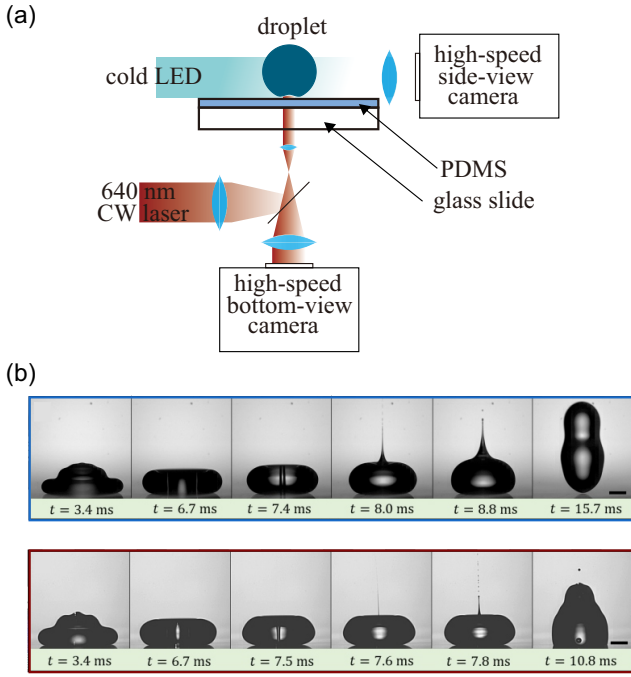 (a)
droplet
cold LED
high-speed
side-view
camera
PDMS
glass slide
640 nm
CW laser
high-speed
bottom-view
camera
(b)
t = 3.4 ms
t = 6.7 ms
t = 7.4 ms
t = 8.0 ms
t = 8.8 ms
t = 15.7 ms
t = 3.4 ms
t = 6.7 ms
t = 7.5 ms
t = 7.6 ms
t = 7.8 ms
t = 10.8 ms